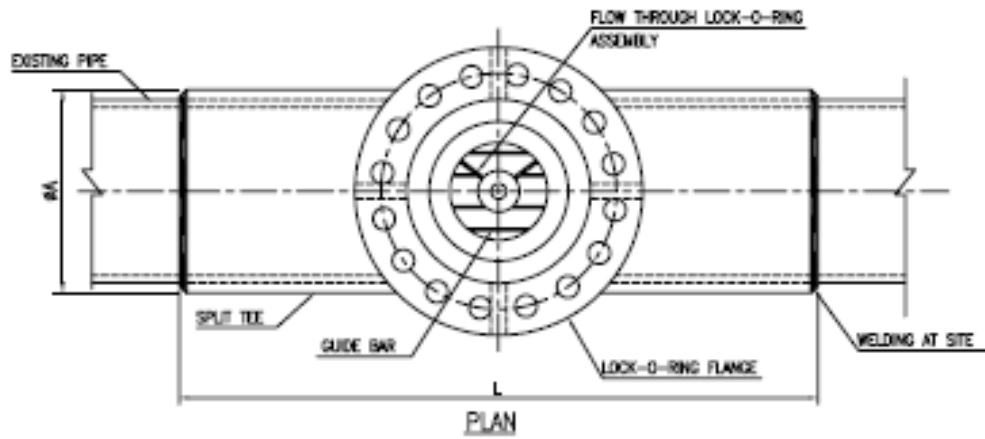 FLOW THROUGH LOCK-O-RING
ASSEMBLY
EXISTING PIPE
ØA
SPLIT TEE
GUIDE BAR
LOCK-O-RING FLANGE
WELDING AT SITE
L
PLAN